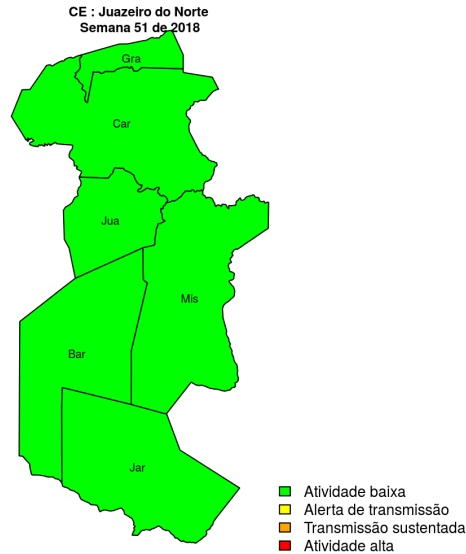 CE : Juazeiro do Norte
Semana 51 de 2018
Gra
Car
Jua
Mis
Bar
Jar
Atividade baixa
Alerta de transmissão
Transmissão sustentada
Atividade alta